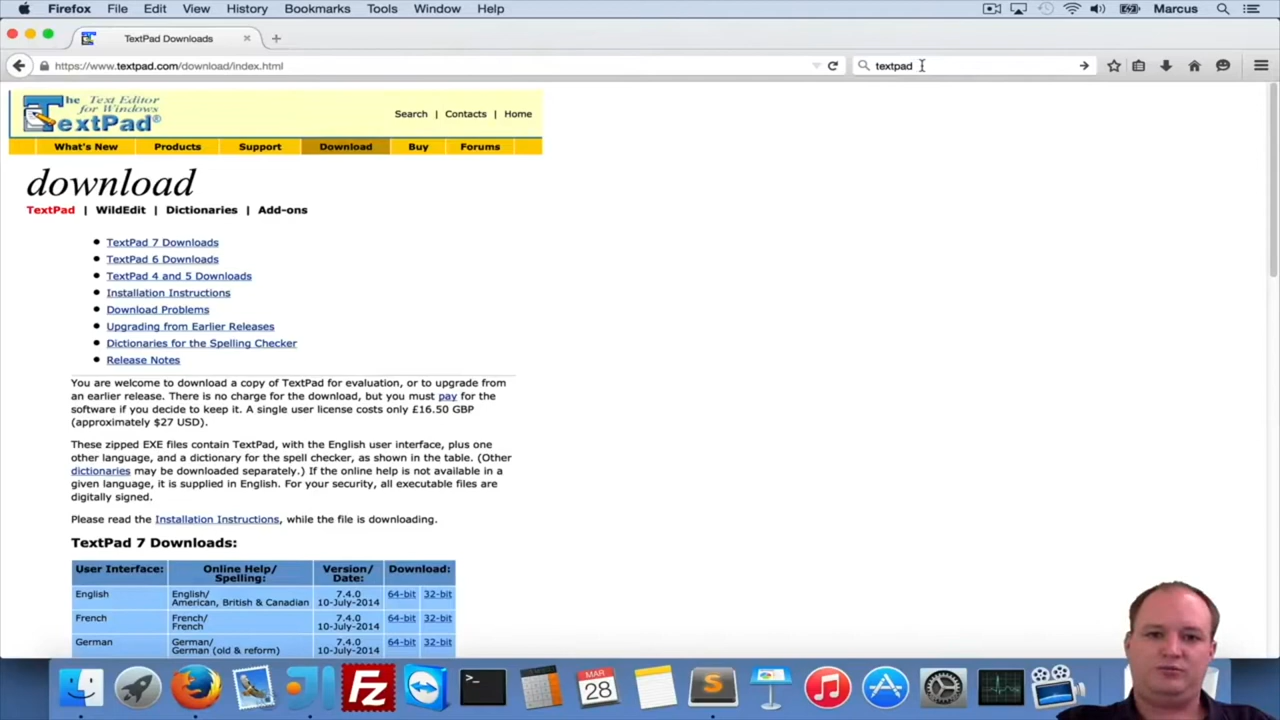 Firefox File Edit View History Bookmarks Tools Window Help Marcus
TextPad Downloads
https://www.textpad.com/download/index.html textpad
The Text Editor
for Windows
TextPad®
Search | Contacts | Home
What's New Products Support Download Buy Forums
download
TextPad | WildEdit | Dictionaries | Add-ons
TextPad 7 Downloads
TextPad 6 Downloads
TextPad 4 and 5 Downloads
Installation Instructions
Download Problems
Upgrading from Earlier Releases
Dictionaries for the Spelling Checker
Release Notes
You are welcome to download a copy of TextPad for evaluation, or to upgrade from
an earlier release. There is no charge for the download, but you must pay for the
software if you decide to keep it. A single user license costs only £16.50 GBP
(approximately $27 USD).
These zipped EXE files contain TextPad, with the English user interface, plus one
other language, and a dictionary for the spell checker, as shown in the table. (Other
dictionaries may be downloaded separately.) If the online help is not available in a
given language, it is supplied in English. For your security, all executable files are
digitally signed.
Please read the Installation Instructions, while the file is downloading.
TextPad 7 Downloads:
User Interface: Online Help/ Version/ Download:
Spelling: Date:
English English/ 7.4.0 64-bit 32-bit
American, British & Canadian 10-July-2014
French French/ 7.4.0 64-bit 32-bit
French 10-July-2014
German German/ 7.4.0 64-bit 32-bit
German (old & reform) 10-July-2014
FZ >_ MAR 28 S